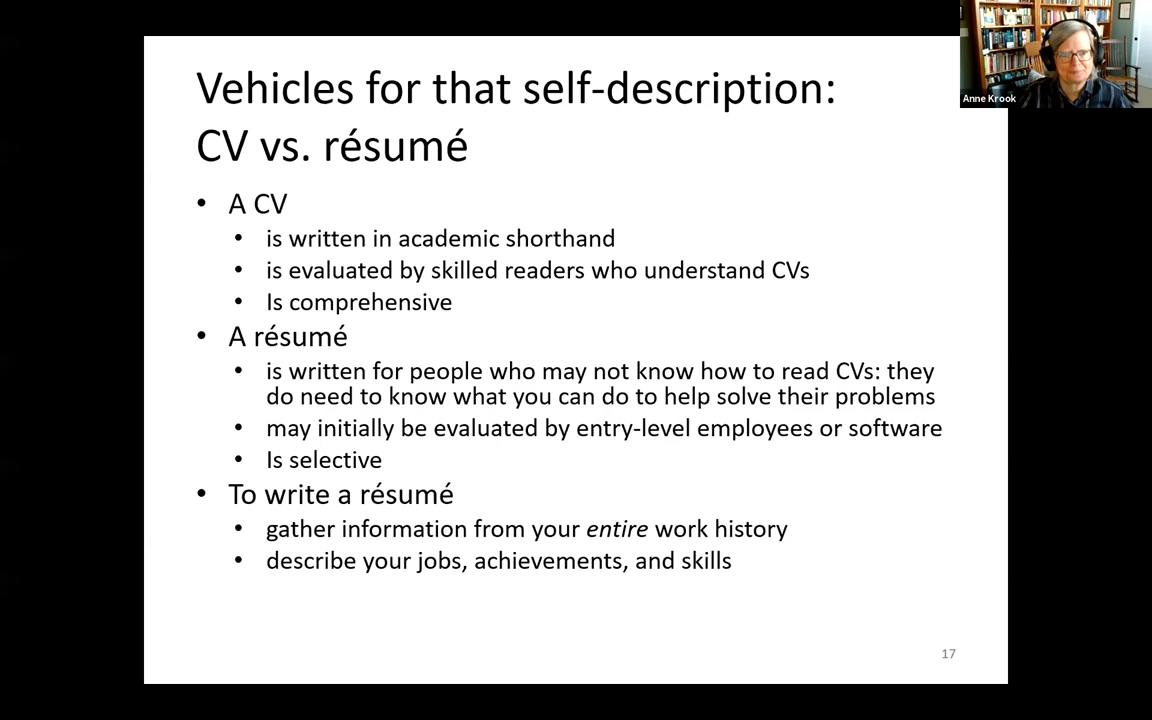 Vehicles for that self-description:
CV vs. résumé
• A CV
• is written in academic shorthand
• is evaluated by skilled readers who understand CVs
• Is comprehensive
• A résumé
• is written for people who may not know how to read CVs: they
do need to know what you can do to help solve their problems
• may initially be evaluated by entry-level employees or software
• Is selective
• To write a résumé
• gather information from your entire work history
• describe your jobs, achievements, and skills
17
Anne Krook